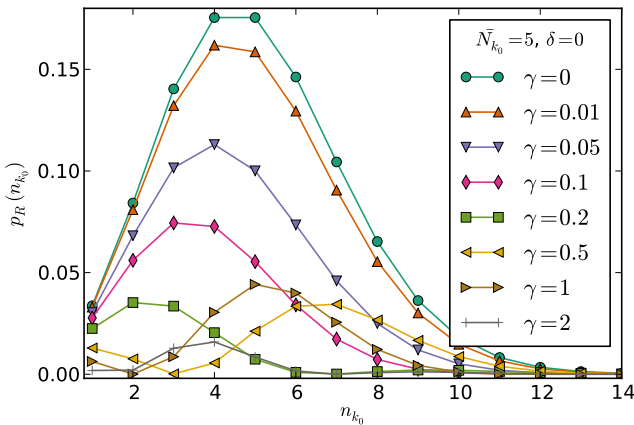 0.15
0.10
0.05
0.00
p_R(n_{k_0})
2 4 6 8 10 12 14
n_{k_0}
\bar{N}_{k_0}=5, δ=0
γ=0
γ=0.01
γ=0.05
γ=0.1
γ=0.2
γ=0.5
γ=1
γ=2